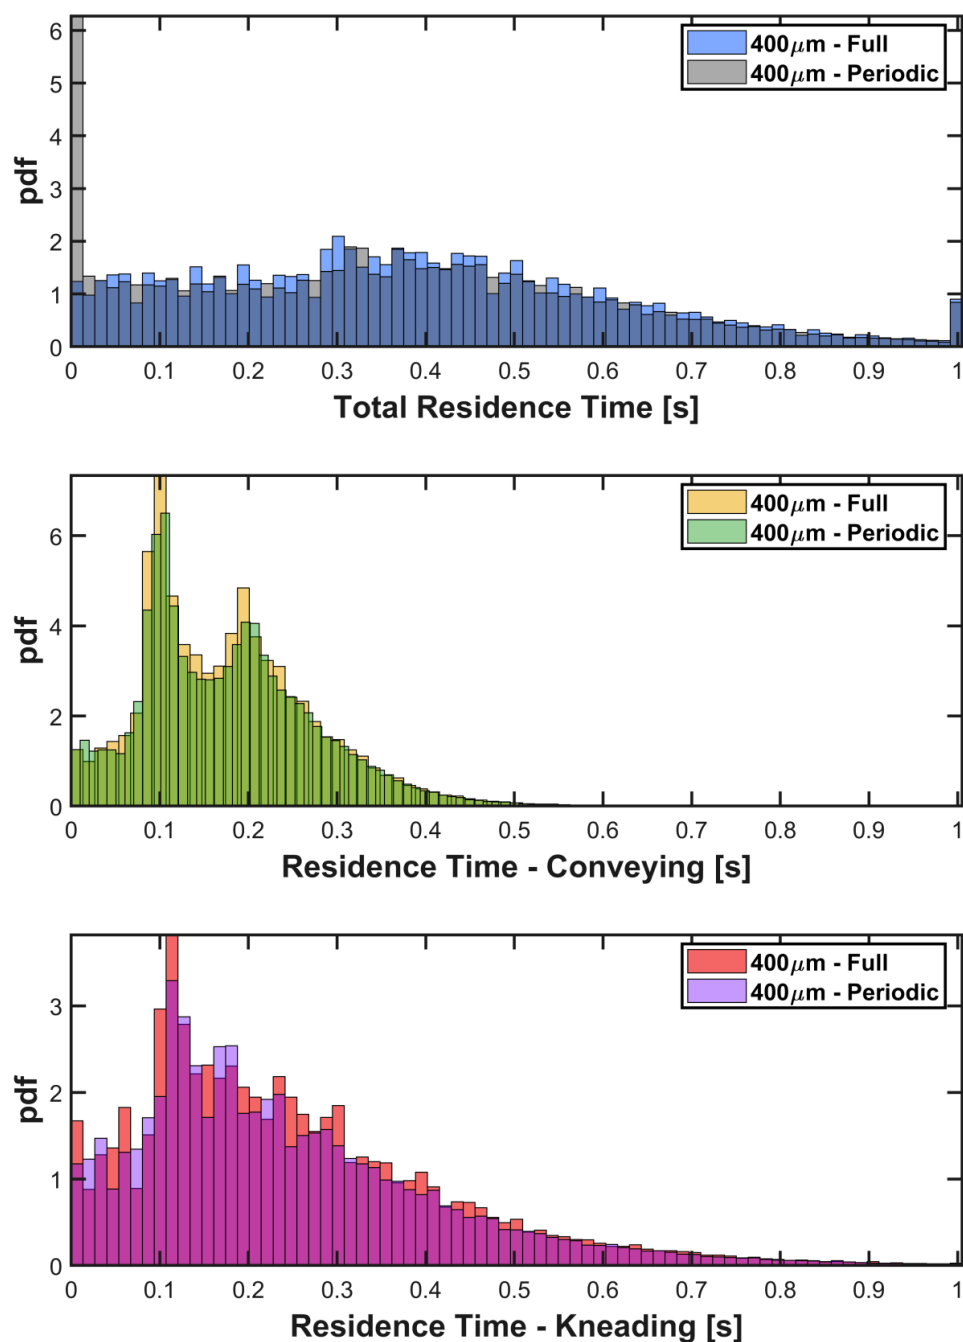 6
5
4
3
2
1
0
pdf
400μm - Full
400μm - Periodic
0 0.1 0.2 0.3 0.4 0.5 0.6 0.7 0.8 0.9 1
Total Residence Time [s]
6
4
2
0
pdf
400μm - Full
400μm - Periodic
0 0.1 0.2 0.3 0.4 0.5 0.6 0.7 0.8 0.9 1
Residence Time - Conveying [s]
3
2
1
0
pdf
400μm - Full
400μm - Periodic
0 0.1 0.2 0.3 0.4 0.5 0.6 0.7 0.8 0.9 1
Residence Time - Kneading [s]